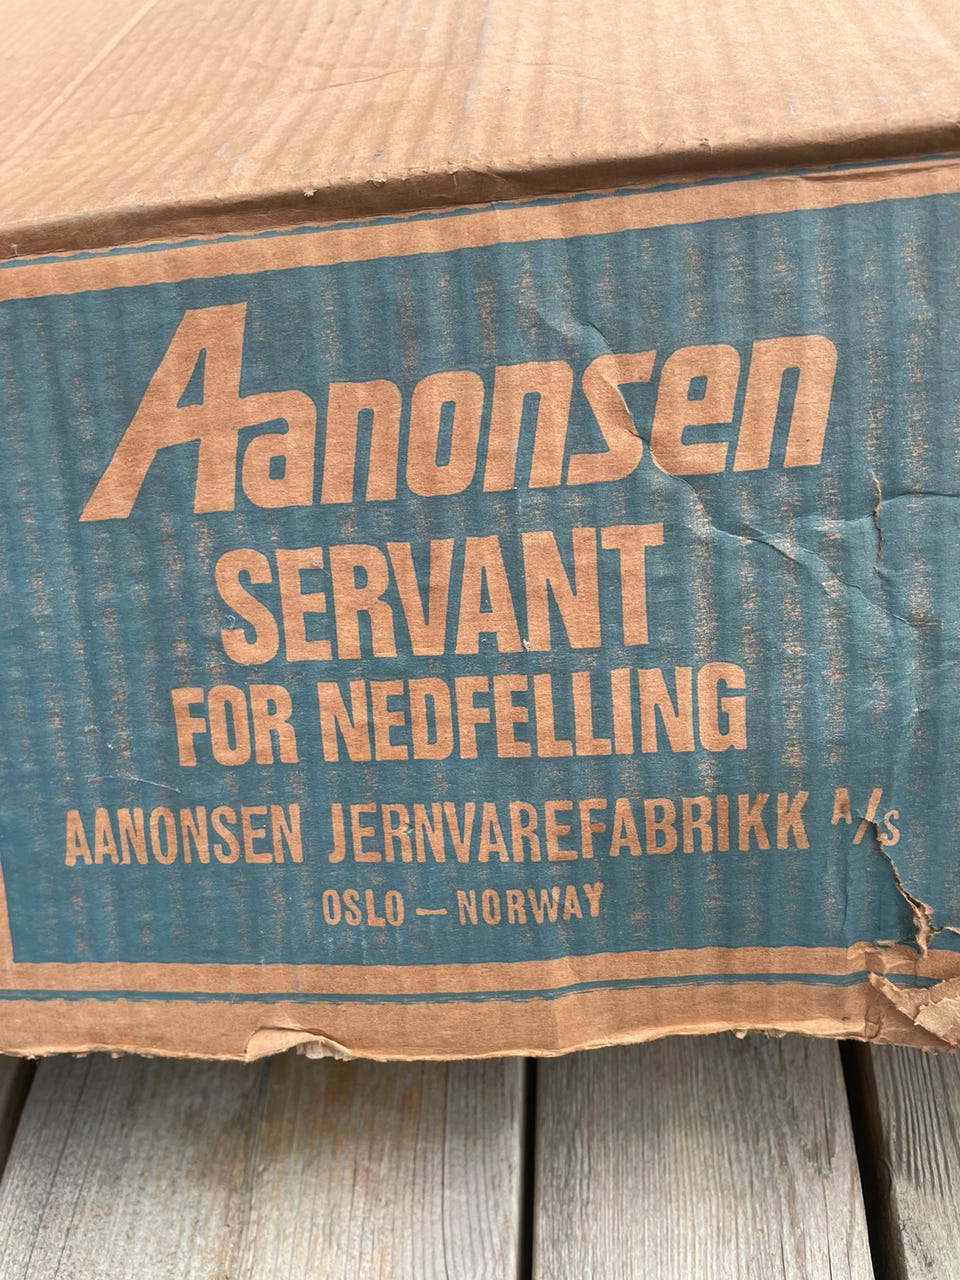 Aanonsen
SERVANT
FOR NEDFELLING
AANONSEN JERNVAREFABRIKK A/S
OSLO — NORWAY